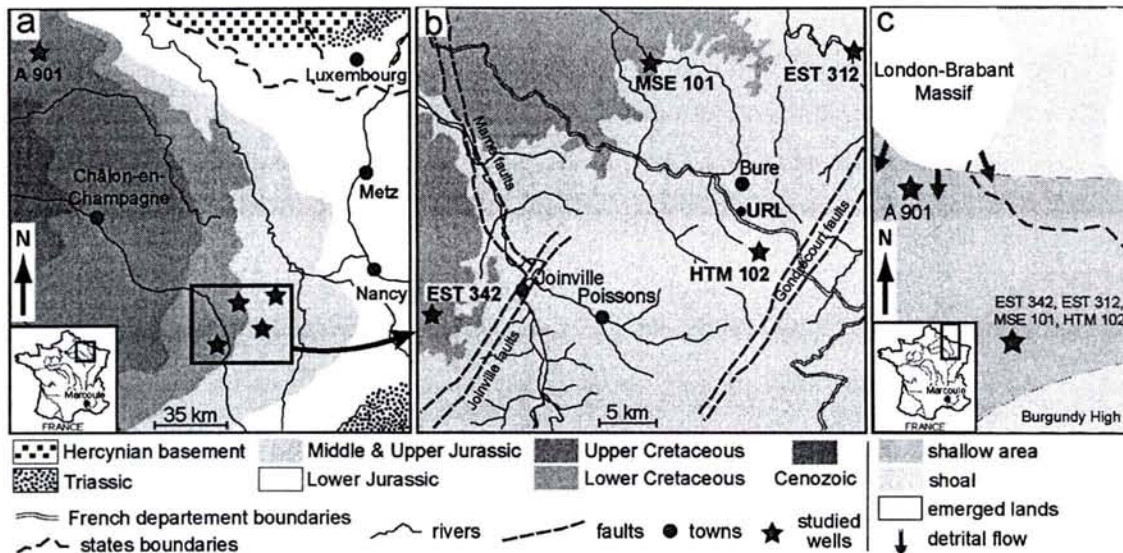 a
A 901
Luxembourg
Châlon-en-
Champagne
Metz
Nancy
N
Marcoule
FRANCE
35 km
b
MSE 101
EST 312
Marne faults
Bure
URL
HTM 102
Gondrecourt faults
EST 342
Joinville
Poissons
Joinville faults
5 km
c
London-Brabant
Massif
A 901
N
EST 342, EST 312,
MSE 101, HTM 102
Marcoule
FRANCE
Burgundy High
Hercynian basement
Middle & Upper Jurassic
Upper Cretaceous
Triassic
Lower Jurassic
Lower Cretaceous
Cenozoic
French departement boundaries
rivers
faults
towns
studied
wells
states boundaries
shallow area
shoal
emerged lands
detrital flow